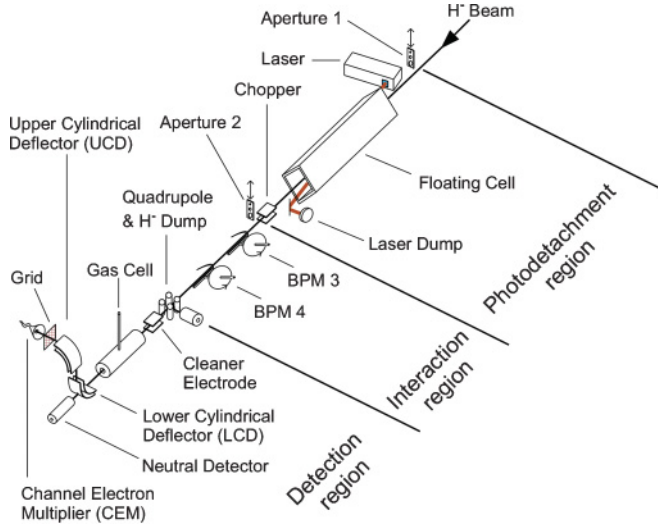 H⁻ Beam
Aperture 1
Laser
Chopper
Upper Cylindrical
Deflector (UCD)
Aperture 2
Floating Cell
Quadrupole
& H⁻ Dump
Laser Dump
Gas Cell
Grid
BPM 3
BPM 4
Cleaner
Electrode
Lower Cylindrical
Deflector (LCD)
Neutral Detector
Channel Electron
Multiplier (CEM)
Photodetachment
region
Interaction
region
Detection
region